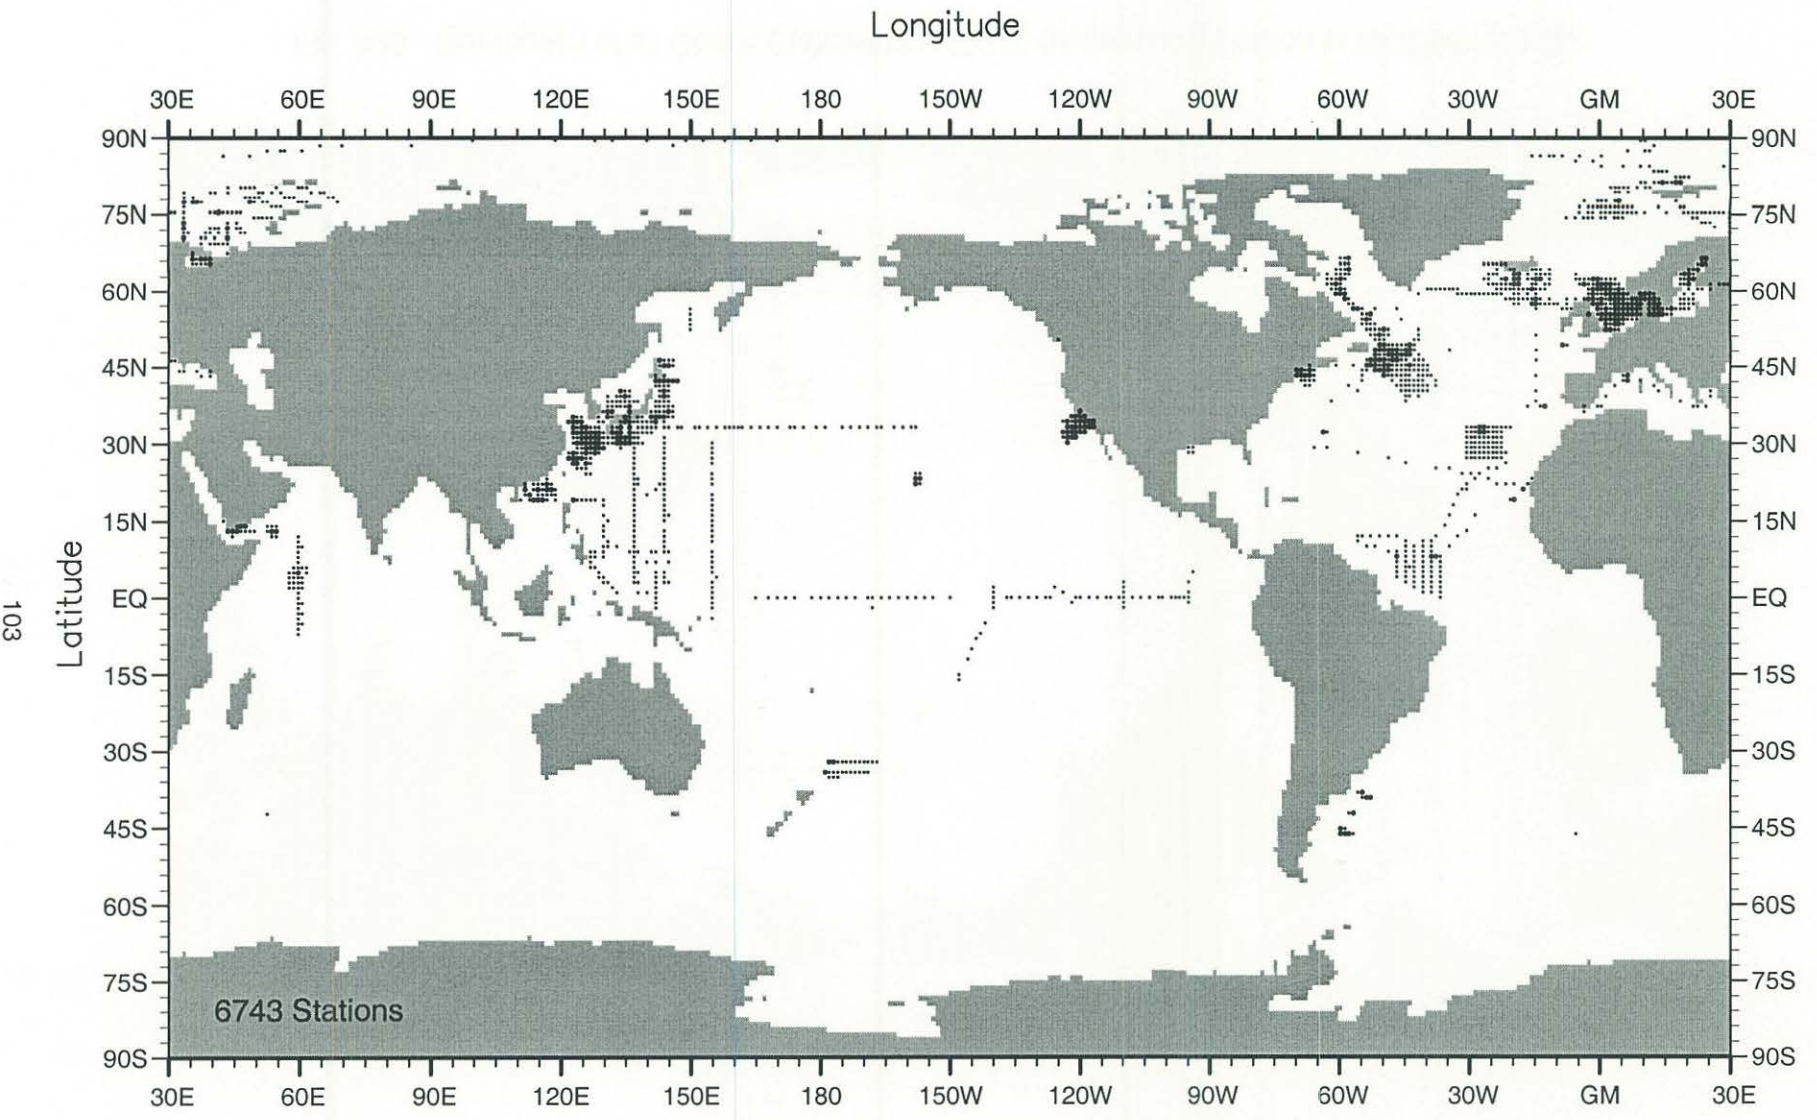 Longitude
30E 60E 90E 120E 150E 180 150W 120W 90W 60W 30W GM 30E
90N 90N
75N 75N
60N 60N
45N 45N
30N 30N
15N 15N
EQ EQ
15S 15S
30S 30S
45S 45S
60S 60S
75S 75S
90S 90S
Latitude
103
6743 Stations
30E 60E 90E 120E 150E 180 150W 120W 90W 60W 30W GM 30E